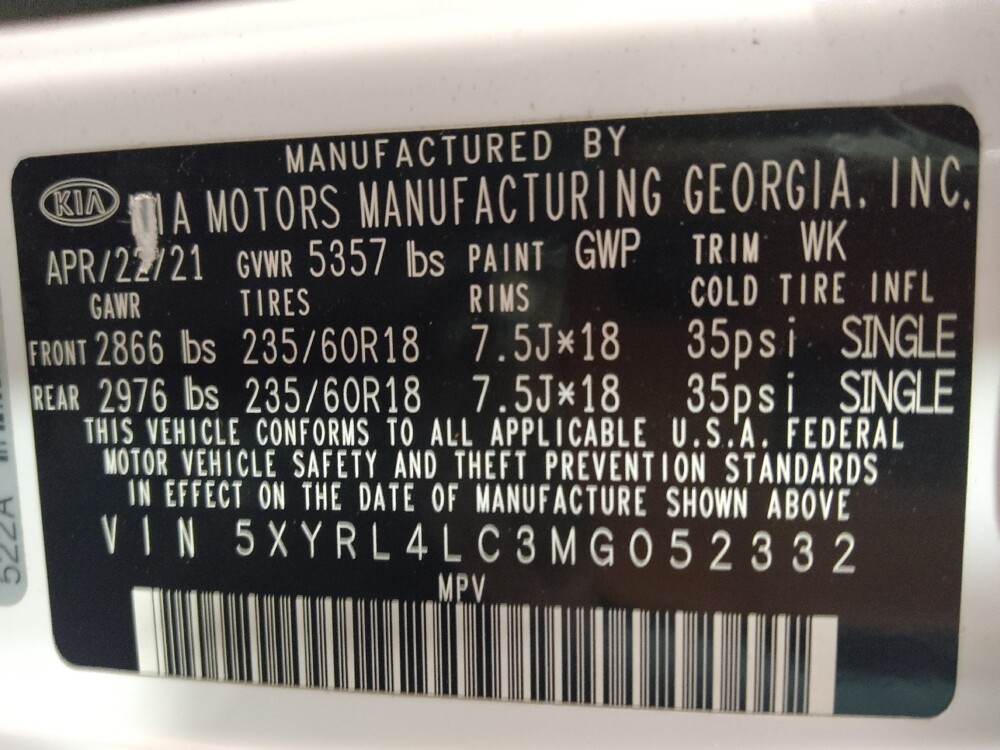 MANUFACTURED BY
KIA
IA MOTORS MANUFACTURING GEORGIA, INC.
APR/22/21 GVWR 5357 lbs PAINT GWP TRIM WK
GAWR TIRES RIMS COLD TIRE INFL
FRONT 2866 lbs 235/60R18 7.5J*18 35psi SINGLE
REAR 2976 lbs 235/60R18 7.5J*18 35psi SINGLE
THIS VEHICLE CONFORMS TO ALL APPLICABLE U.S.A. FEDERAL
MOTOR VEHICLE SAFETY AND THEFT PREVENTION STANDARDS
IN EFFECT ON THE DATE OF MANUFACTURE SHOWN ABOVE
VIN 5XYRL4LC3MG052332
MPV
522A